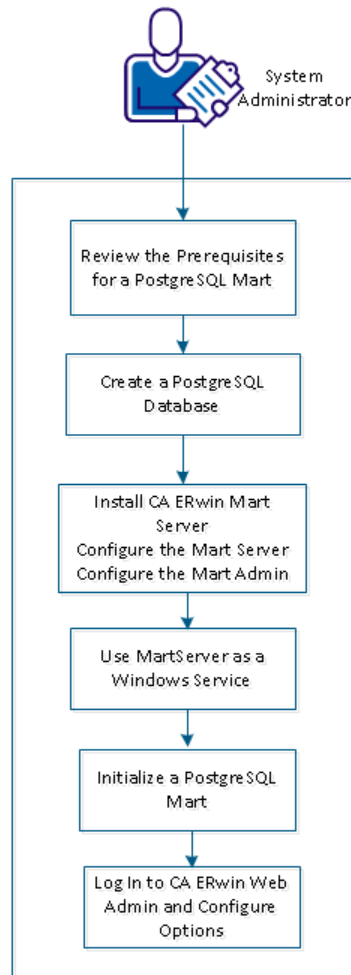 System
Administrator
Review the Prerequisites
for a PostgreSQL Mart
Create a PostgreSQL
Database
Install CA ERwin Mart
Server
Configure the Mart Server
Configure the Mart Admin
Use MartServer as a
Windows Service
Initialize a PostgreSQL
Mart
Log In to CA ERwin Web
Admin and Configure
Options